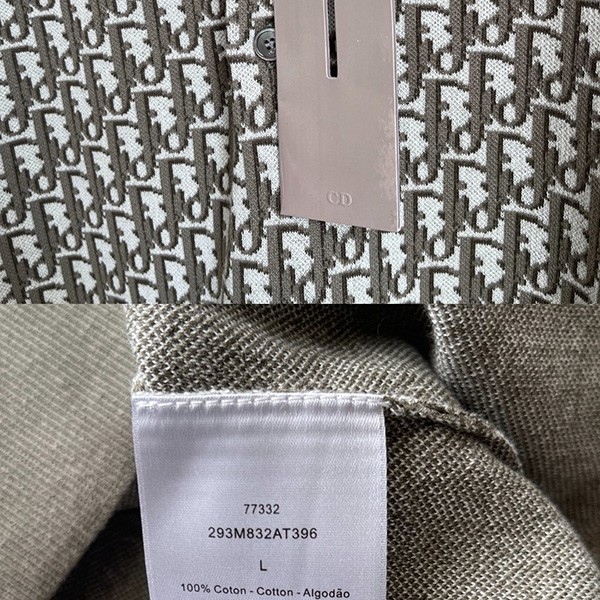 CD
77332
293M832AT396
L
100% Coton - Cotton - Algodão